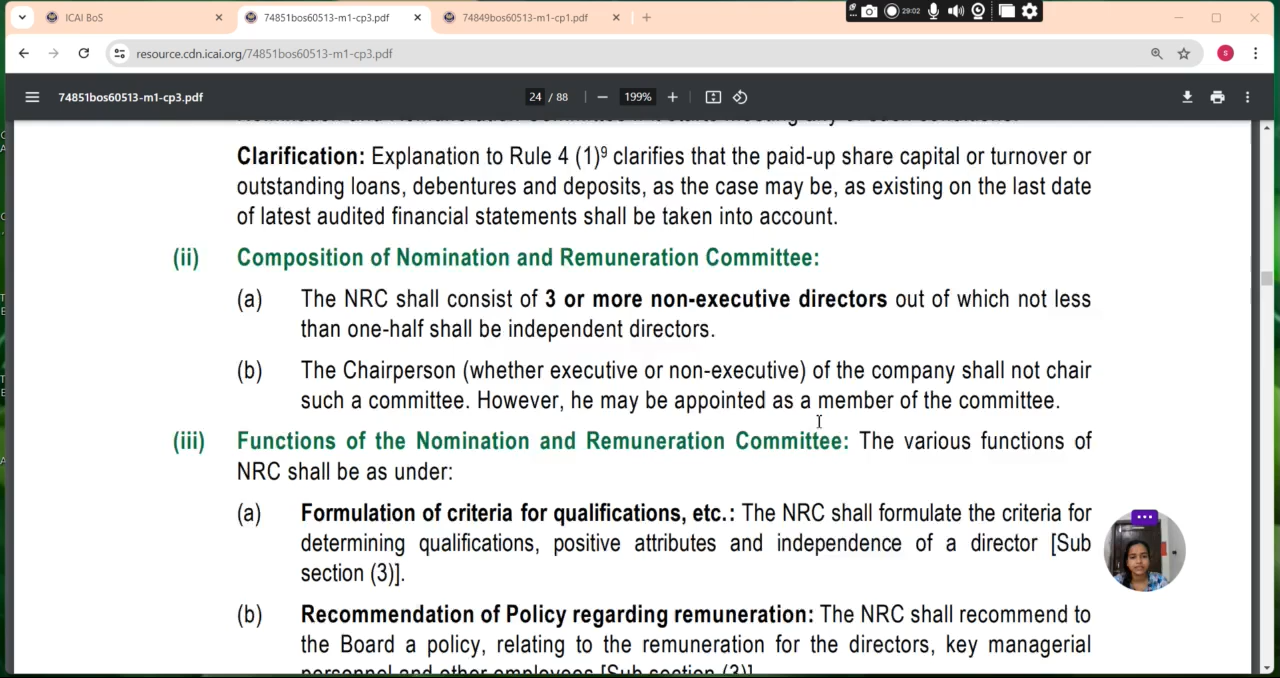 ICAI BoS
74851bos60513-m1-cp3.pdf
74849bos60513-m1-cp1.pdf
29:02
resource.cdn.icai.org/74851bos60513-m1-cp3.pdf
S
74851bos60513-m1-cp3.pdf
24 / 88
199%
Clarification: Explanation to Rule 4 (1)9 clarifies that the paid-up share capital or turnover or
outstanding loans, debentures and deposits, as the case may be, as existing on the last date
of latest audited financial statements shall be taken into account.
(ii) Composition of Nomination and Remuneration Committee:
(a) The NRC shall consist of 3 or more non-executive directors out of which not less
than one-half shall be independent directors.
(b) The Chairperson (whether executive or non-executive) of the company shall not chair
such a committee. However, he may be appointed as a member of the committee.
(iii) Functions of the Nomination and Remuneration Committee: The various functions of
NRC shall be as under:
(a) Formulation of criteria for qualifications, etc.: The NRC shall formulate the criteria for
determining qualifications, positive attributes and independence of a director [Sub
section (3)].
(b) Recommendation of Policy regarding remuneration: The NRC shall recommend to
the Board a policy, relating to the remuneration for the directors, key managerial
personnel and other employees [Sub section (3)]